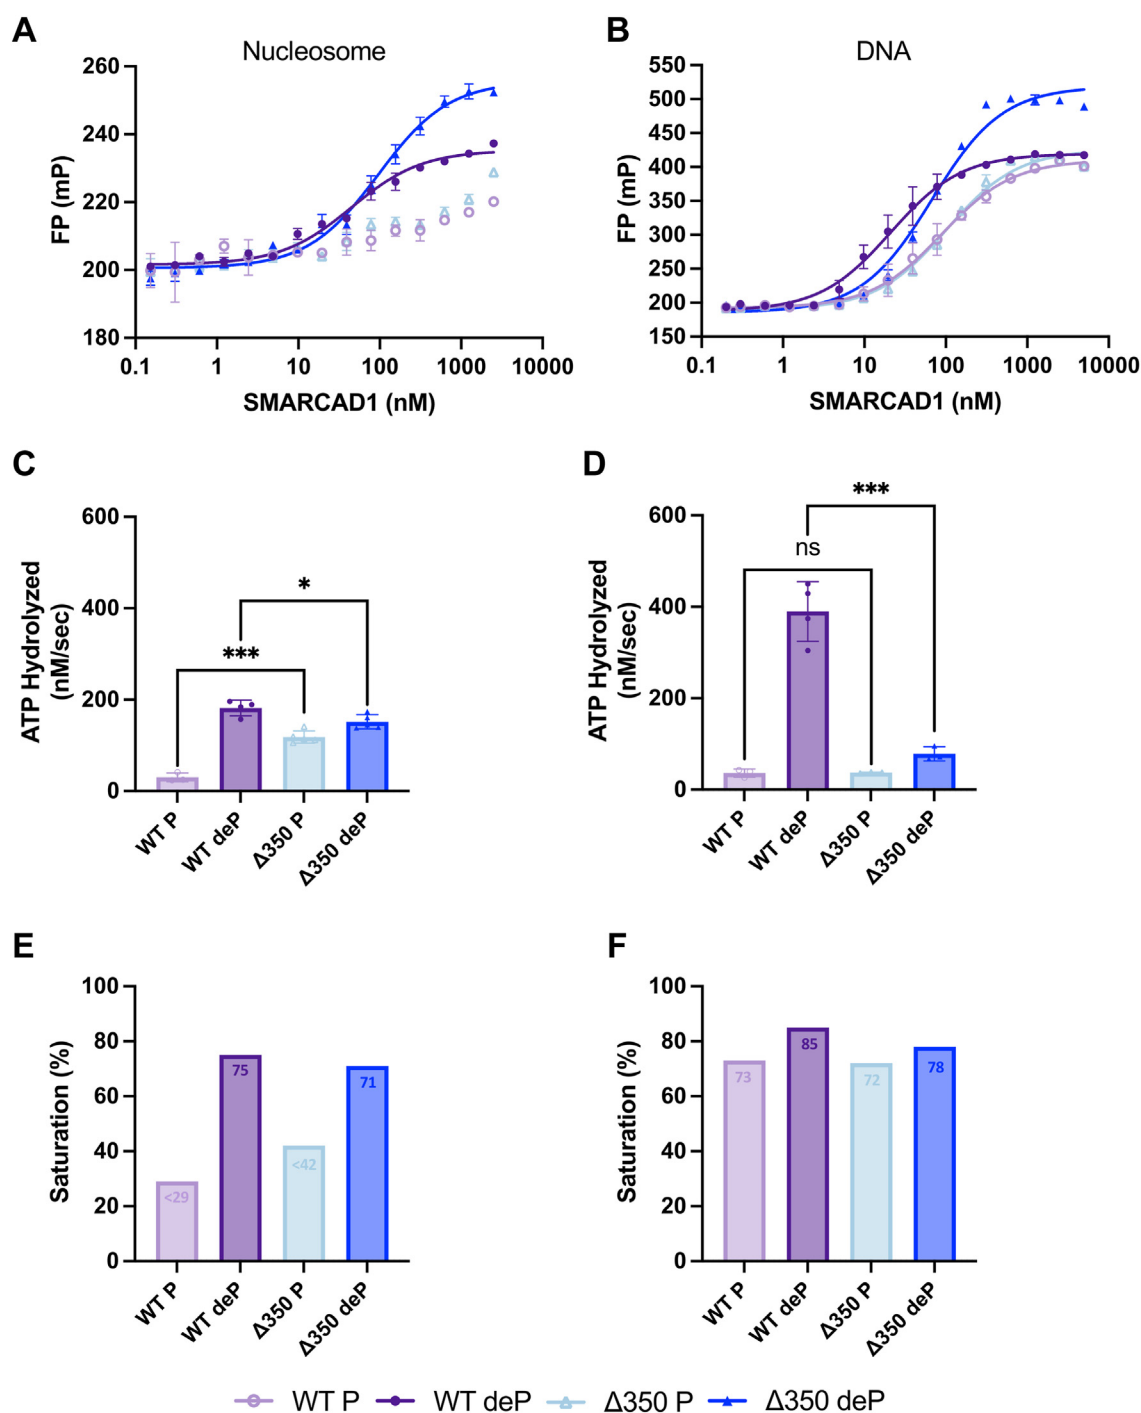 A
Nucleosome
260
240
220
200
180
FP (mP)
0.1 1 10 100 1000 10000
SMARCAD1 (nM)
B
DNA
550
500
450
400
350
300
250
200
150
FP (mP)
0.1 1 10 100 1000 10000
SMARCAD1 (nM)
C
600
400
200
0
ATP Hydrolyzed
(nM/sec)
*
***
WT P
WT deP
Δ350 P
Δ350 deP
D
600
400
200
0
ATP Hydrolyzed
(nM/sec)
***
ns
WT P
WT deP
Δ350 P
Δ350 deP
E
100
80
60
40
20
0
Saturation (%)
<29
75
<42
71
WT P
WT deP
Δ350 P
Δ350 deP
F
100
80
60
40
20
0
Saturation (%)
73
85
72
78
WT P
WT deP
Δ350 P
Δ350 deP
WT P WT deP Δ350 P Δ350 deP